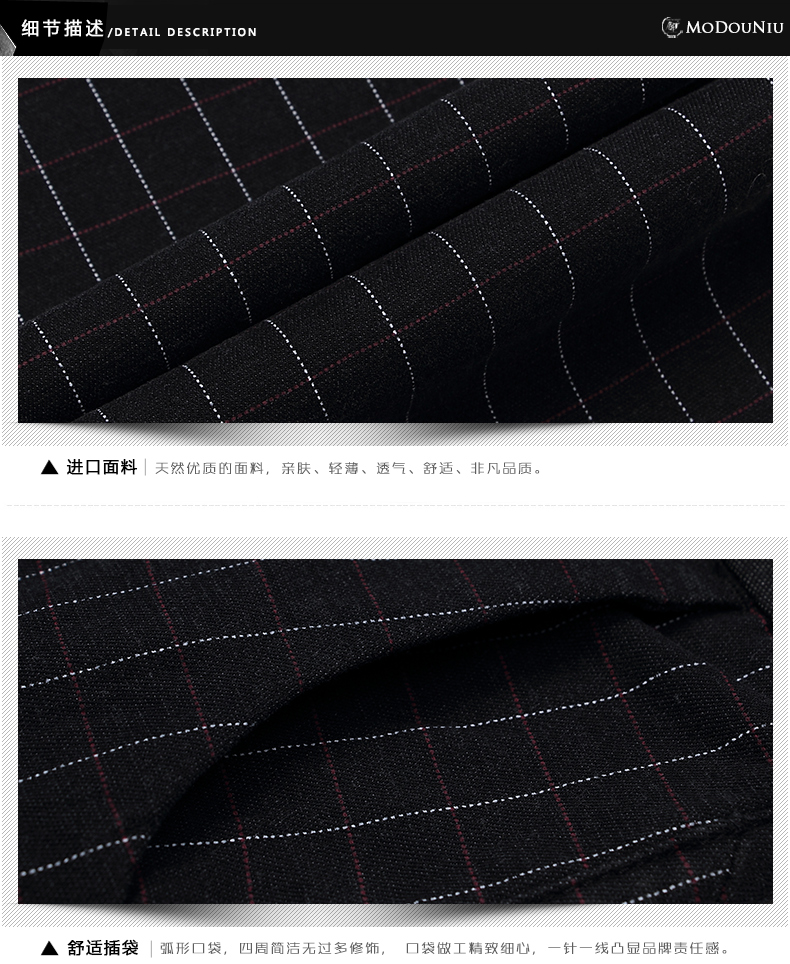 细节描述/DETAIL DESCRIPTION
MoDouNiu
▲ 进口面料 | 天然优质的面料，亲肤、轻薄、透气、舒适、非凡品质。
▲ 舒适插袋 | 弧形口袋，四周简洁无过多修饰， 口袋做工精致细心，一针一线凸显品牌责任感。